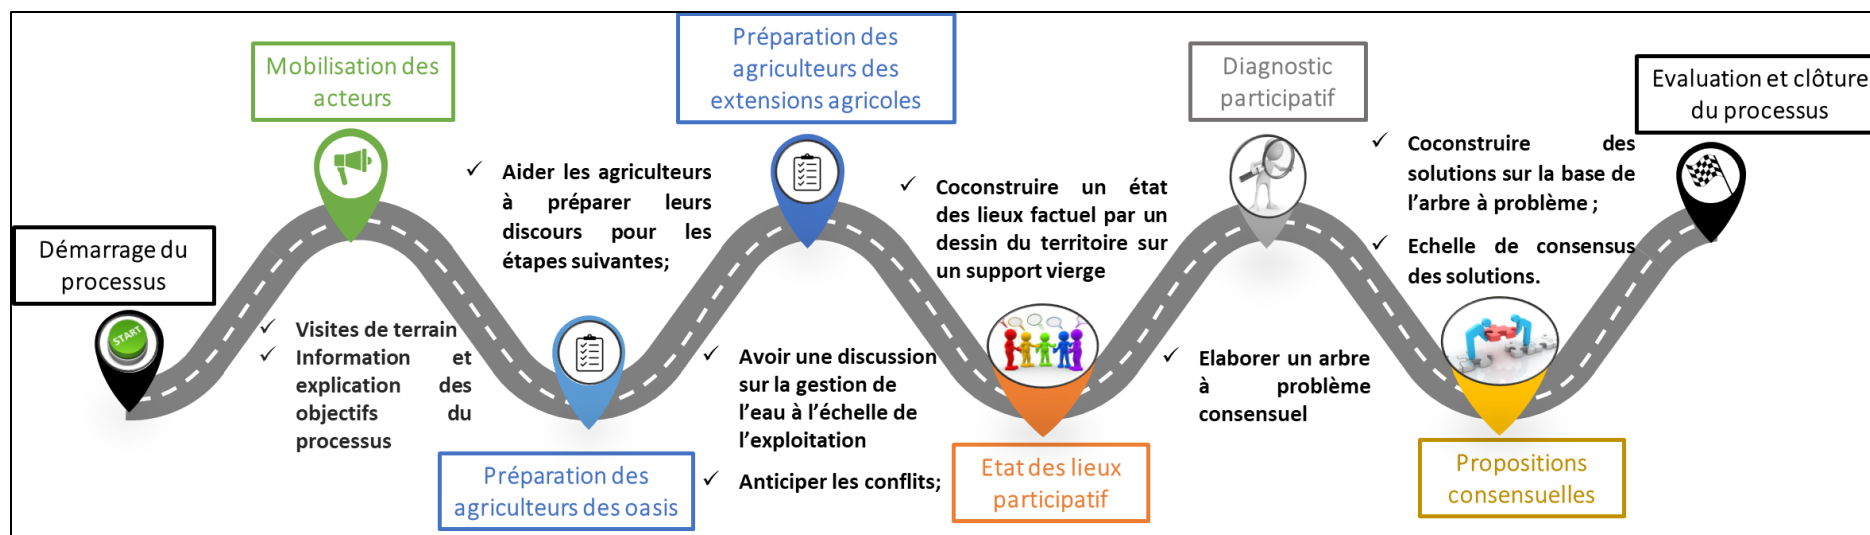 Démarrage du
processus
START
Mobilisation des
acteurs
✓ Visites de terrain
✓ Information et
explication des
objectifs du
processus
Préparation des
agriculteurs des oasis
✓ Aider les agriculteurs
à préparer leurs
discours pour les
étapes suivantes;
Préparation des
agriculteurs des
extensions agricoles
✓ Avoir une discussion
sur la gestion de
l’eau à l’échelle de
l’exploitation
✓ Anticiper les conflits;
Etat des lieux
participatif
✓ Coconstruire un état
des lieux factuel par un
dessin du territoire sur
un support vierge
Diagnostic
participatif
✓ Elaborer un arbre
à problème
consensuel
Propositions
consensuelles
✓ Coconstruire des
solutions sur la base de
l’arbre à problème ;
✓ Echelle de consensus
des solutions.
Evaluation et clôture
du processus